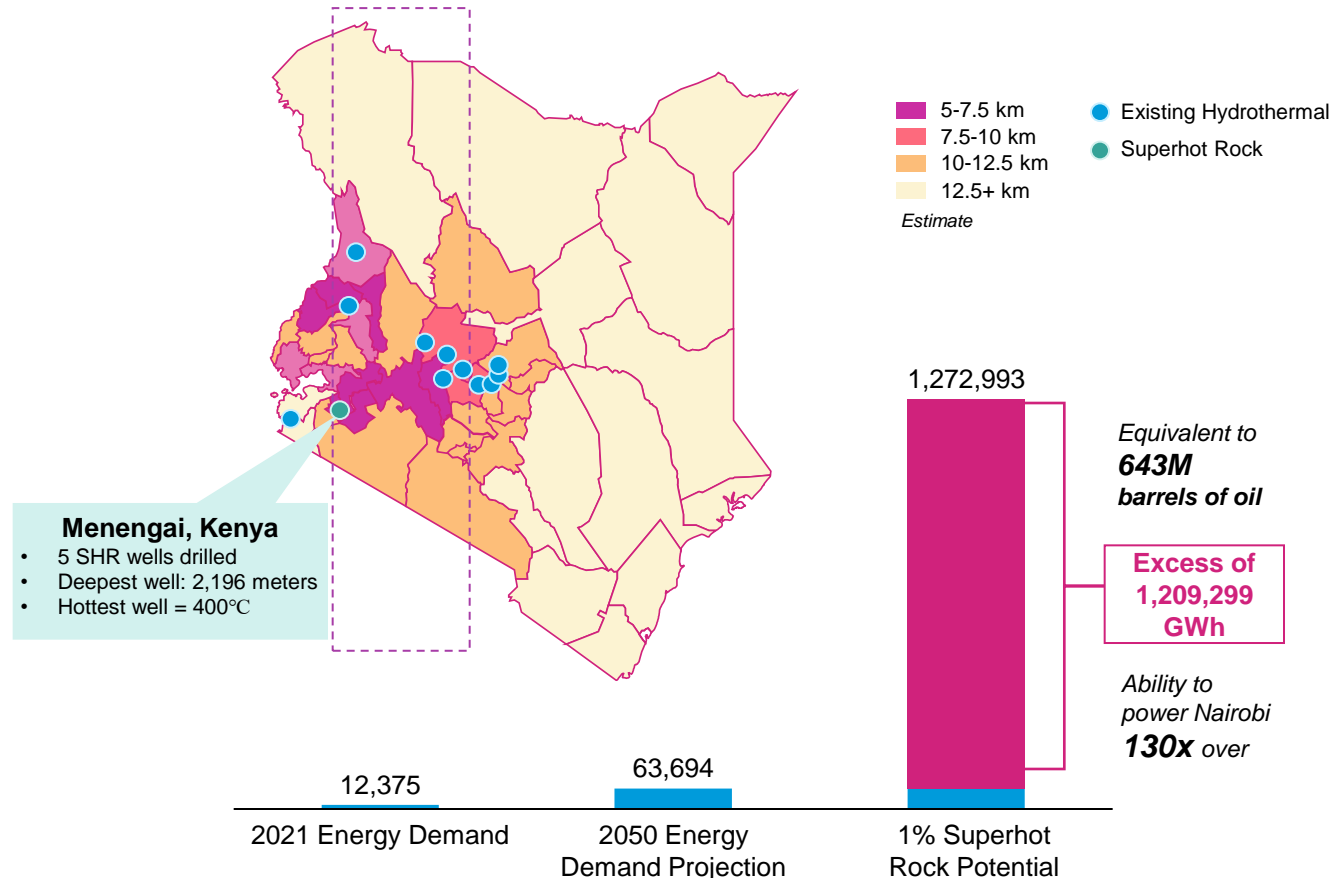 5-7.5 km
7.5-10 km
10-12.5 km
12.5+ km
Estimate
Existing Hydrothermal
Superhot Rock
Menengai, Kenya
• 5 SHR wells drilled
• Deepest well: 2,196 meters
• Hottest well = 400℃
1,272,993
Equivalent to
643M
barrels of oil
Excess of
1,209,299
GWh
Ability to
power Nairobi
130x over
12,375
63,694
2021 Energy Demand
2050 Energy
Demand Projection
1% Superhot
Rock Potential